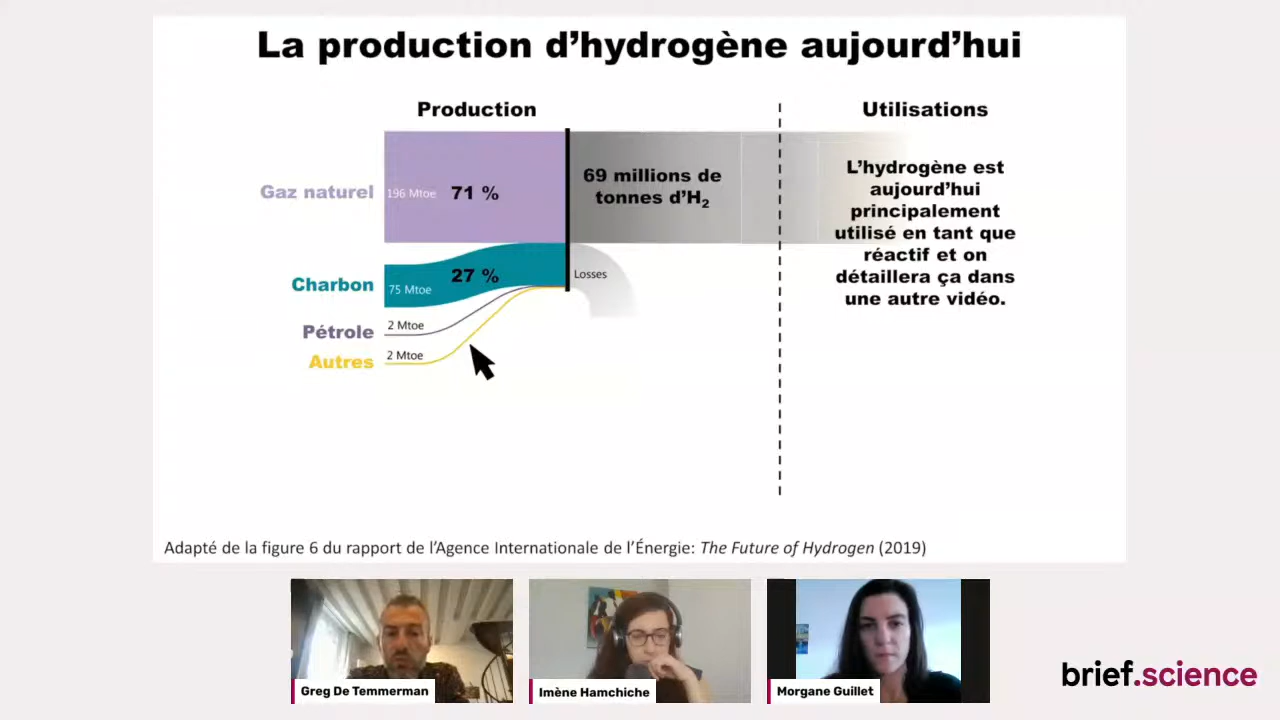 La production d’hydrogène aujourd’hui
Production
Utilisations
Gaz naturel
196 Mtoe
71 %
69 millions de
tonnes d’H₂
L’hydrogène est
aujourd’hui
principalement
utilisé en tant que
réactif et on
détaillera ça dans
une autre vidéo.
Charbon
75 Mtoe
27 %
Losses
Pétrole
2 Mtoe
Autres
2 Mtoe
Adapté de la figure 6 du rapport de l’Agence Internationale de l’Énergie: The Future of Hydrogen (2019)
Greg De Temmerman
Imène Hamchiche
Morgane Guillet
brief.science